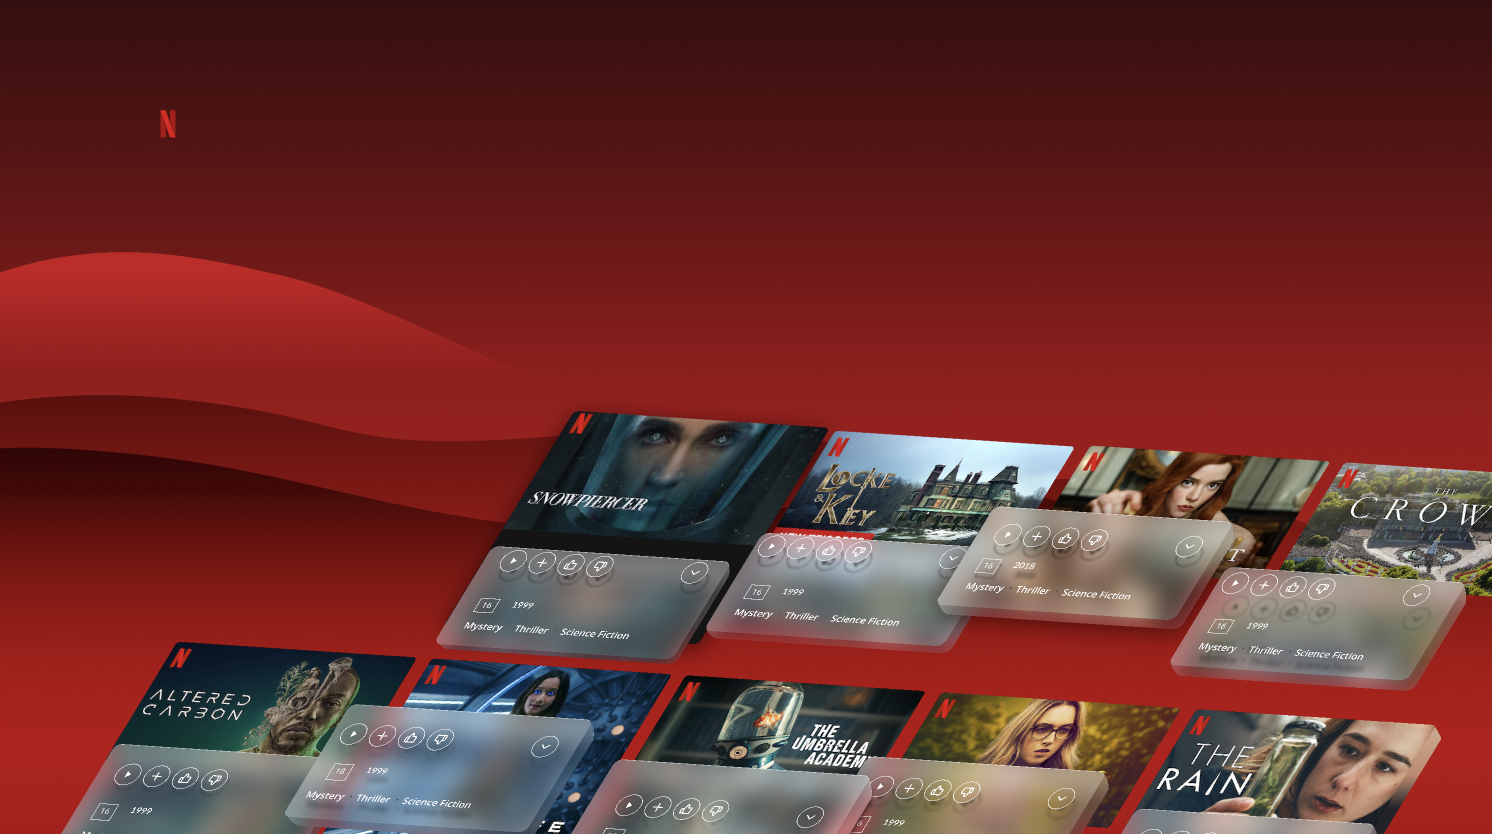 N
N
SNOWPIERCER
N
LOCKE
&KEY
N
T
N
THE
CROW
16 1999
Mystery Thriller Science Fiction
16 1999
Mystery Thriller Science Fiction
16 2018
Mystery · Thriller · Science Fiction
16 1999
Mystery · Thriller · Science Fiction
N
ALTERED
CARBON
N
N
THE
UMBRELLA
ACADEM
N
N
THE
RAIN
16 1999
18 1999
Mystery · Thriller · Science Fiction
E
1999